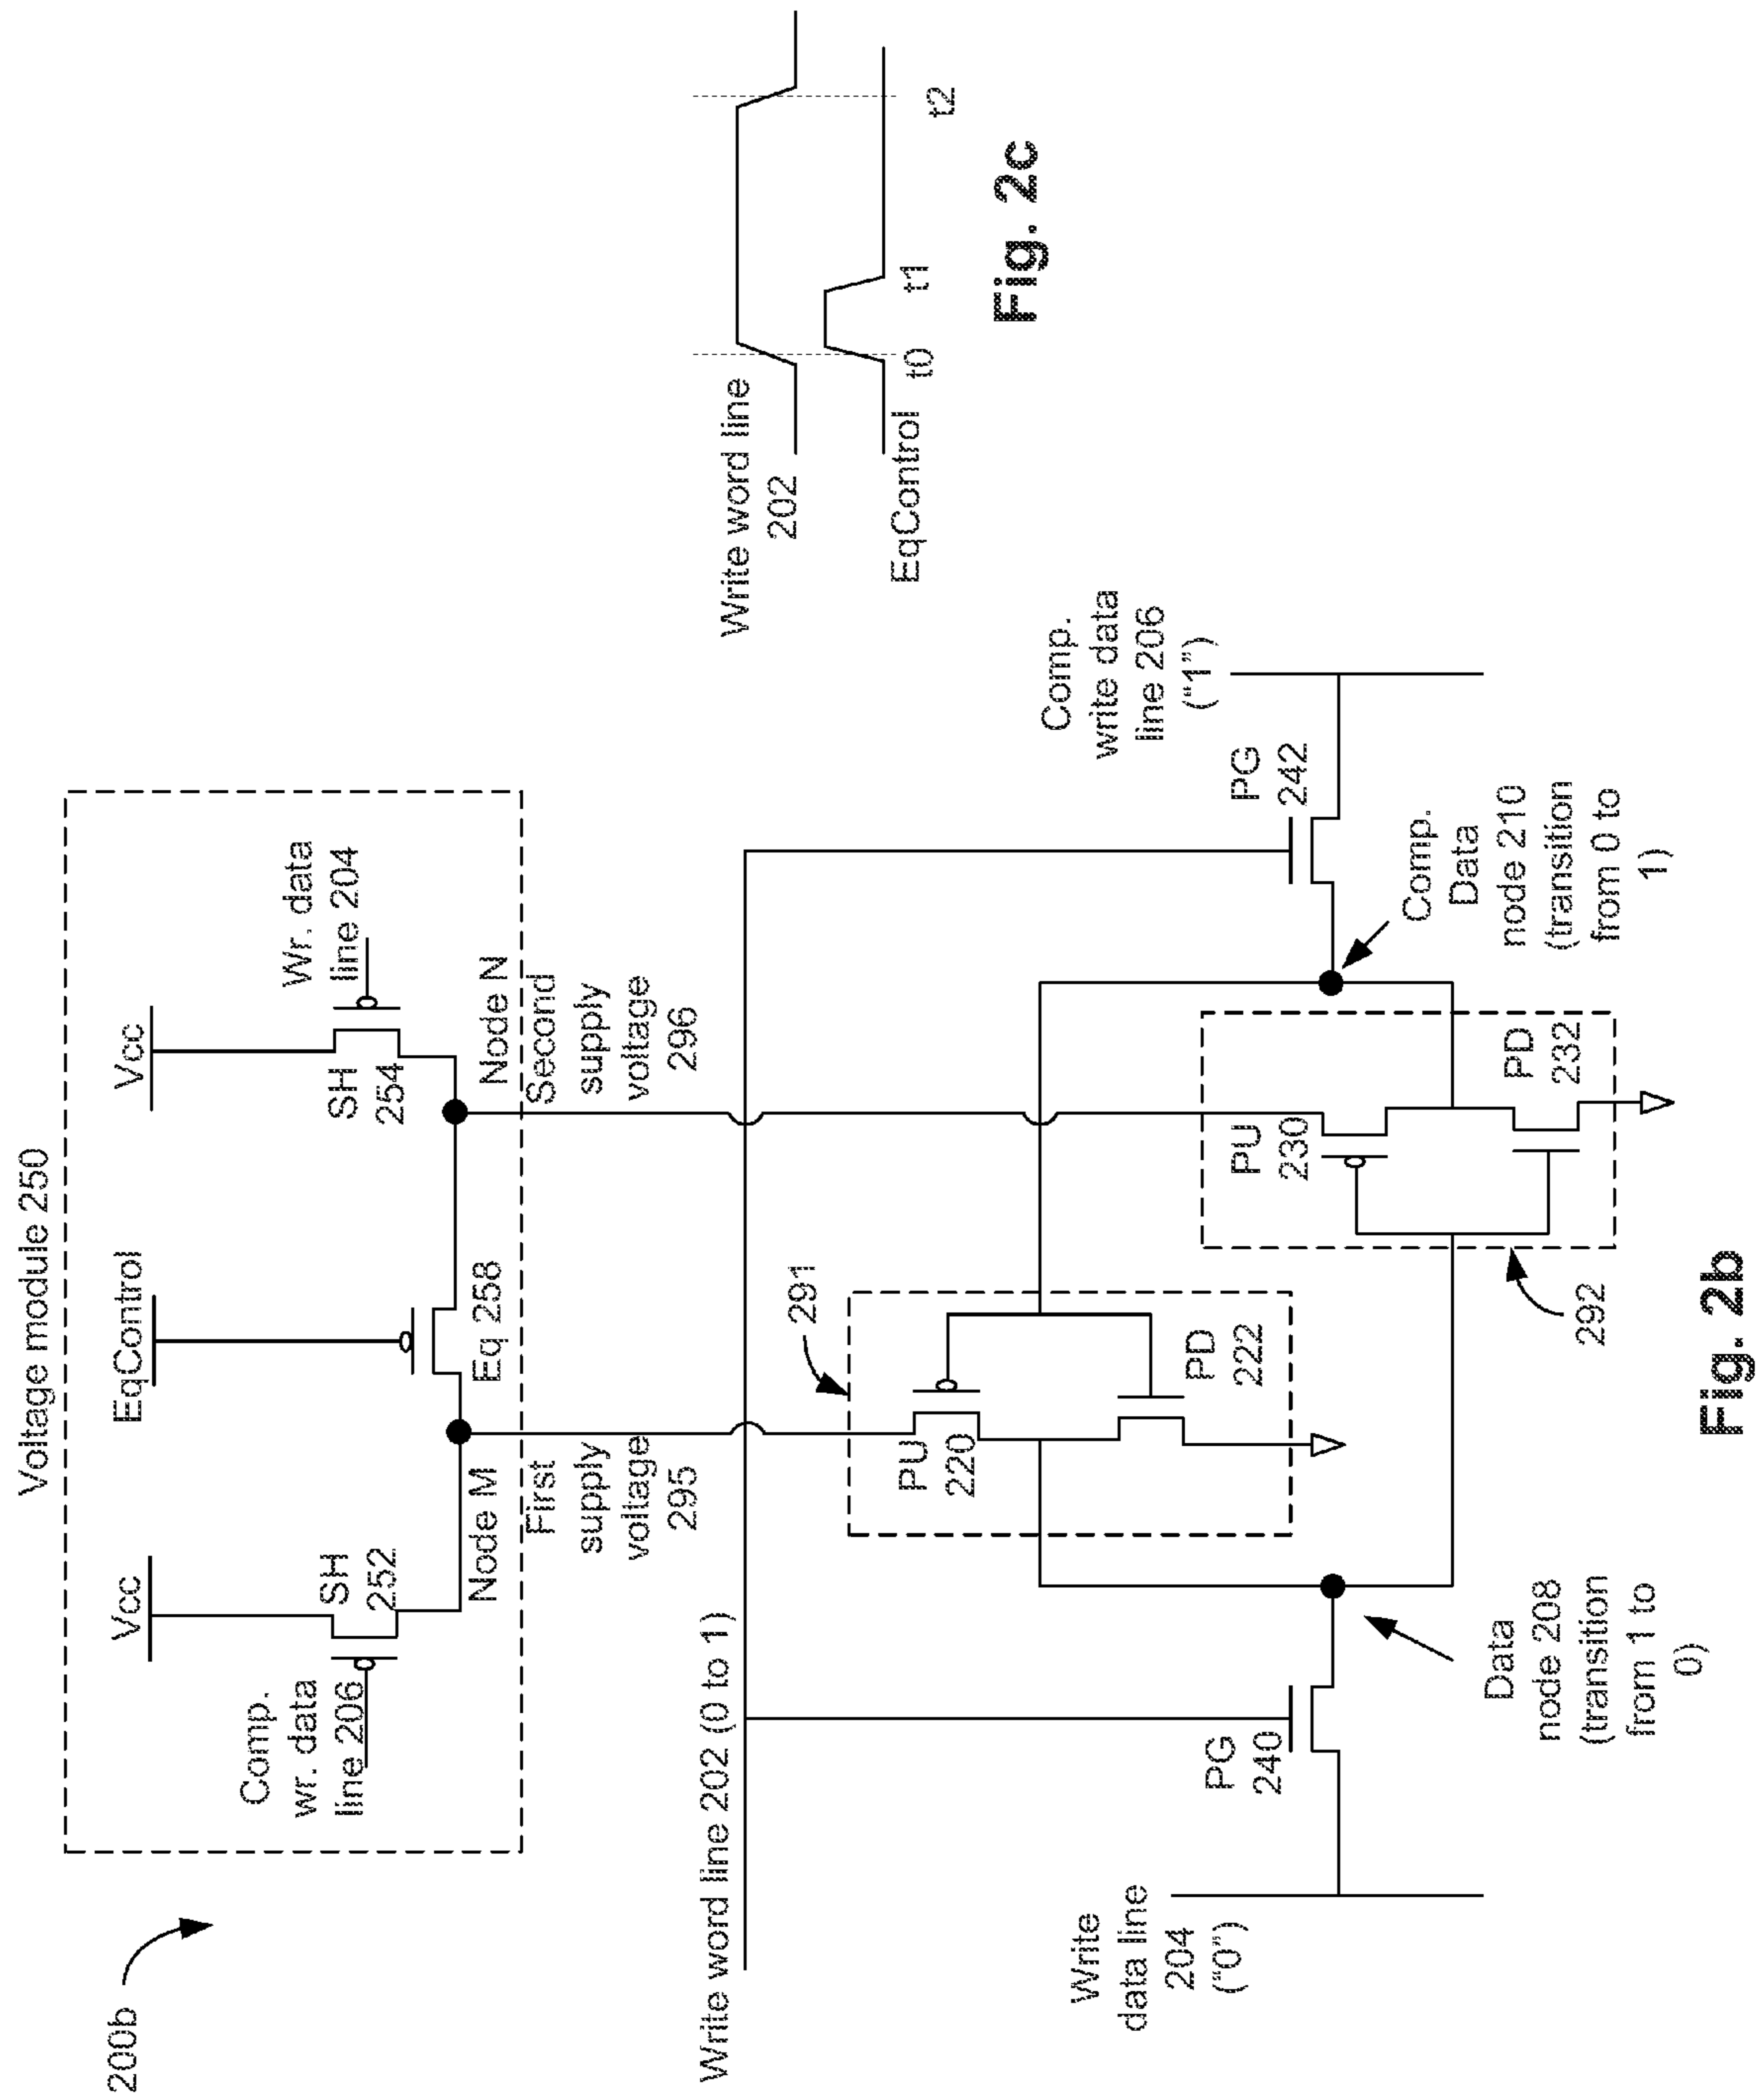 200b
Voltage module 250
Vcc
EqControl
Vcc
Comp.
wr. data
line 206
SH
252
Eq 258
SH
254
Wr. data
line 204
Node M
Node N
First
supply
voltage
295
Second
supply
voltage
296
Write word line 202 (0 to 1)
291
PU
220
PD
222
PU
230
PD
232
292
PG
240
PG
242
Write
data line
204
("0")
Comp.
write data
line 206
("1")
Data
node 208
(transition
from 1 to
0)
Comp.
Data
node 210
(transition
from 0 to
1)
Fig. 2b
Write word line
202
EqControl
t0
t1
t2
Fig. 2c